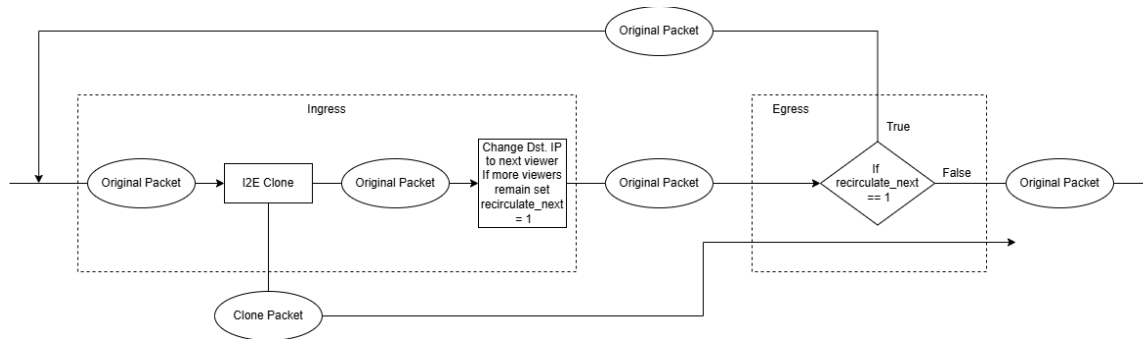 Original Packet
Ingress
Egress
True
Original Packet
I2E Clone
Original Packet
Change Dst. IP
to next viewer
If more viewers
remain set
recirculate_next
= 1
Original Packet
If
recirculate_next
== 1
False
Original Packet
Clone Packet